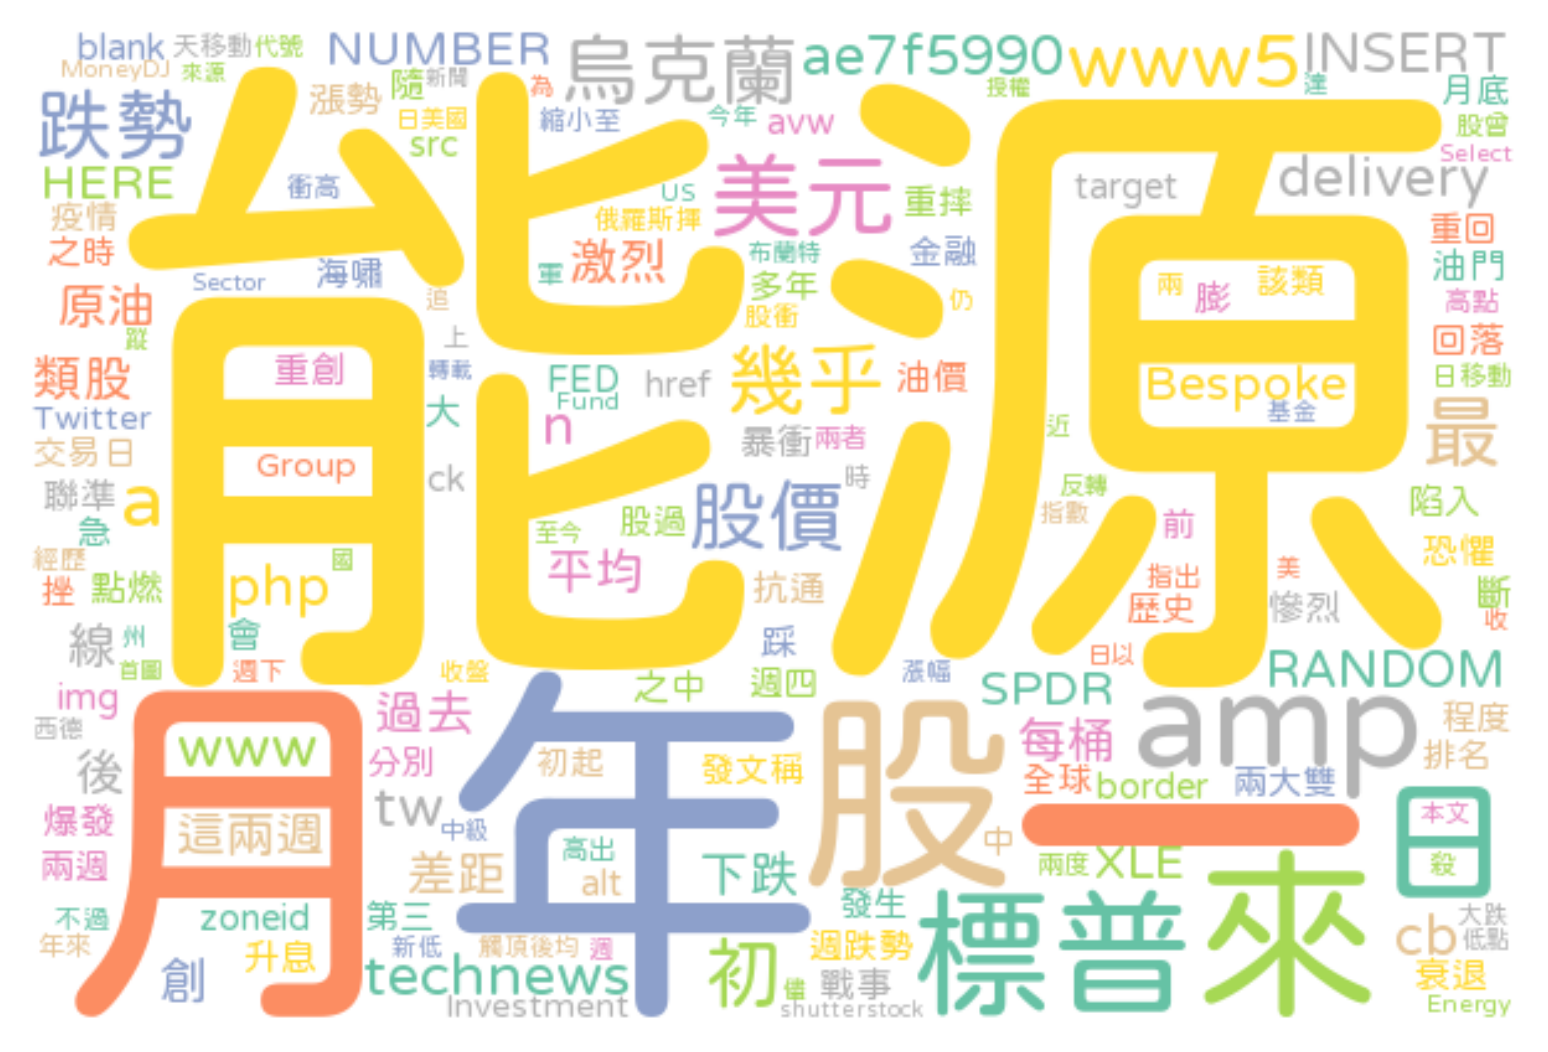 blank 天移動 代號 NUMBER 烏克蘭 ae7f5990 www5 INSERT
MoneyDJ 來源 隨 新聞 為 授權 達 月底
跌勢 漲勢 日美國 縮小至 今年 avw 股曾
src Select
HERE 衝高 US 美元 重摔 target delivery
疫情 俄羅斯揮 重回
之時 Sector 海嘯 軍 激烈 布蘭特 金融 油門
原油 追 多年 仍 兩 膨 該類 高點
蹤 上 股衝 回落
能源
類股 重創 轉載 FED href 幾乎 油價 Bespoke 日移動
Twitter 大 Fund n 基金 最
交易日 Group 暴衝 兩者 近
聯準 a ck 股過 股價 時 反轉 陷入
急 至今 指數 前 恐懼
經歷 國 平均 美
挫 點燃 php 抗通 指出 歷史 慘烈 斷 收
線 州 會 踩
首圖 週下 收盤 漲幅 日以 RANDOM
img 過去 之中 週四 SPDR amp
西德 www 每桶 程度
後 分別 初起 發文稱 全球 border 兩大雙 排名
月 年 股 一 日
爆發 這兩週 tw 中級 中 本文
兩週 差距 高出 alt 下跌 兩度 XLE 殺
不過 zoneid 第三 發生 標普 來 大跌
年來 升息 新低 觸頂後均 週 初 週跌勢 cb 低點
創 technews 儘 戰事 衰退
Investment shutterstock Energy